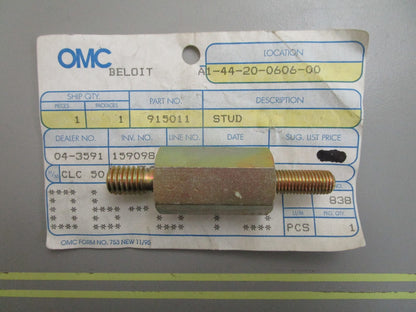 OMC
LOCATION
BELOIT A1-44-20-0606-00
SHIP QTY. PART NO. DESCRIPTION
PIECES PACKAGES
1 1 915011 STUD
DEALER NO. INV. NO. LINE NO. DATE SUG. LIST PRICE
04-3591 159098
CLC 50
838
U/M PKG. QTY.
PCS 1
OMC FORM NO. 753 NEW 11/95